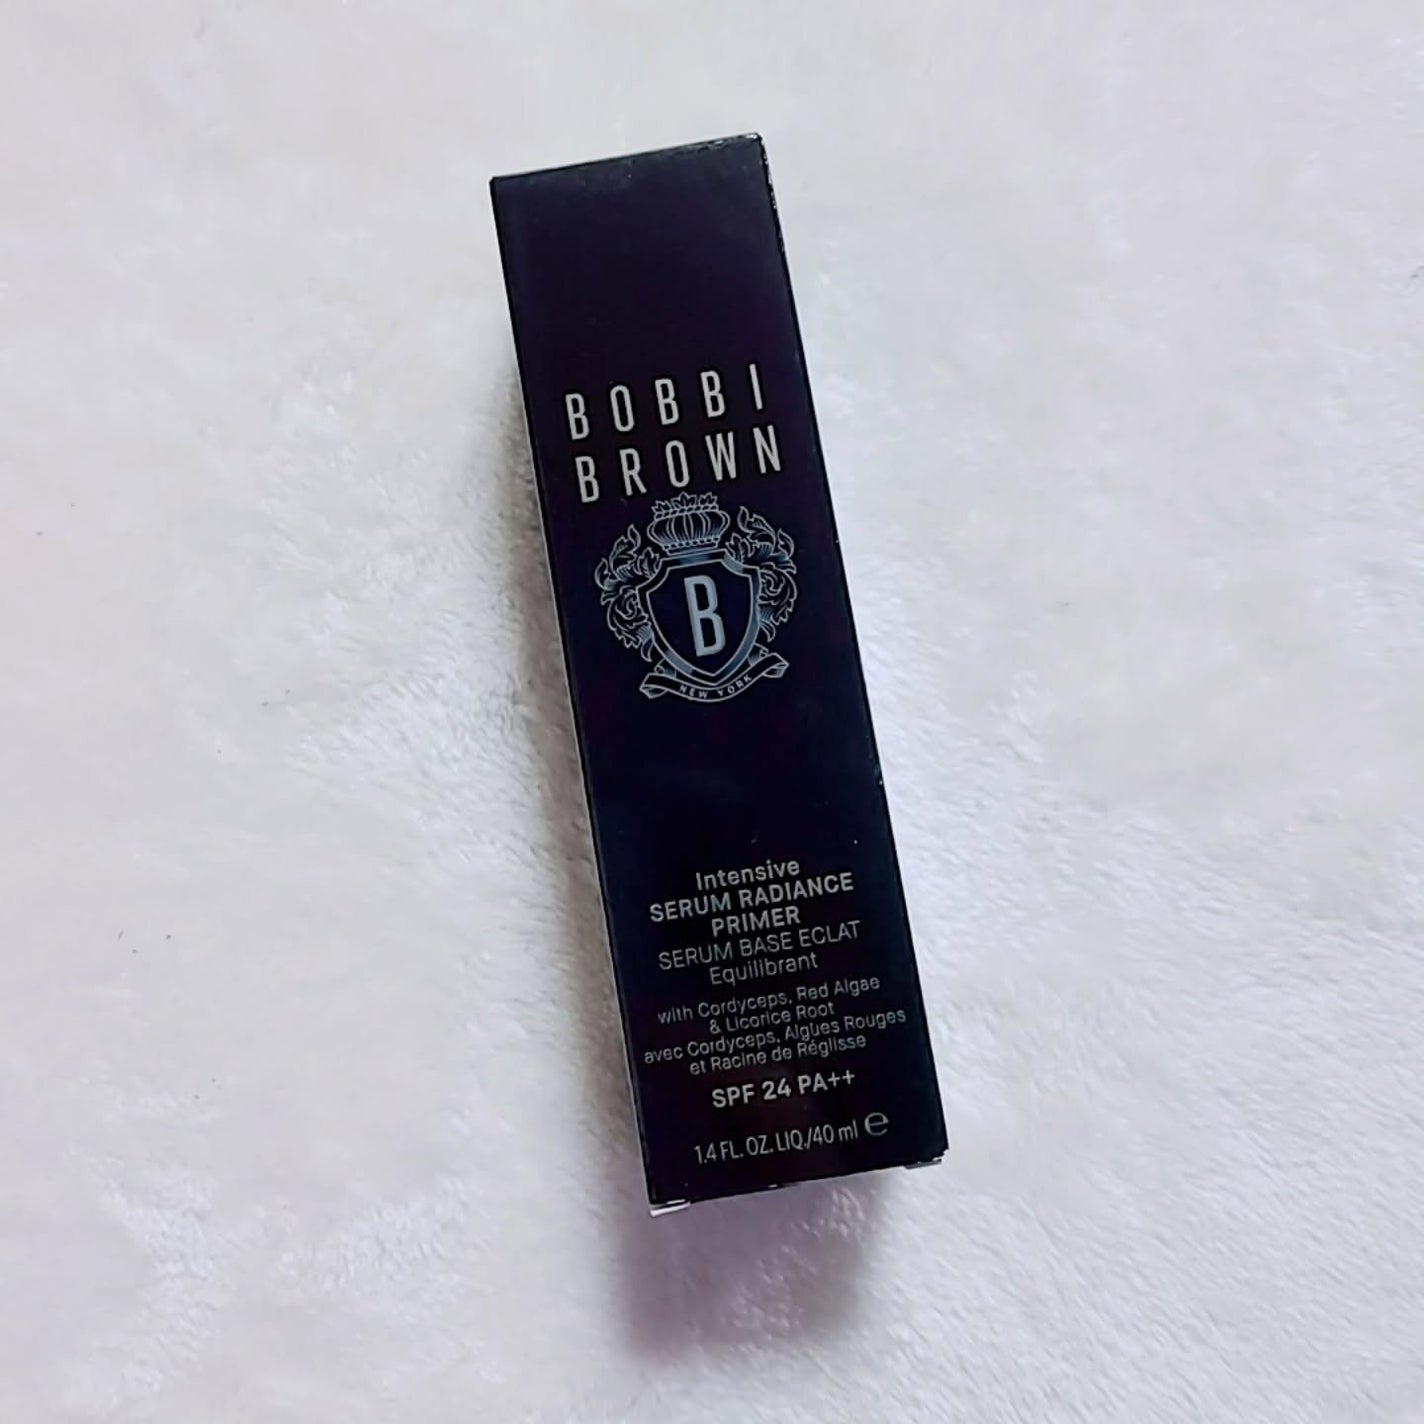 BOBBI
BROWN
B
NEW YORK
Intensive
SERUM RADIANCE
PRIMER
SERUM BASE ECLAT
Equilibrant
with Cordyceps, Red Algae
& Licorice Root
avec Cordyceps, Algues Rouges
et Racine de Réglisse
SPF 24 PA++
1.4 FL. OZ. LIQ./40 ml ℮